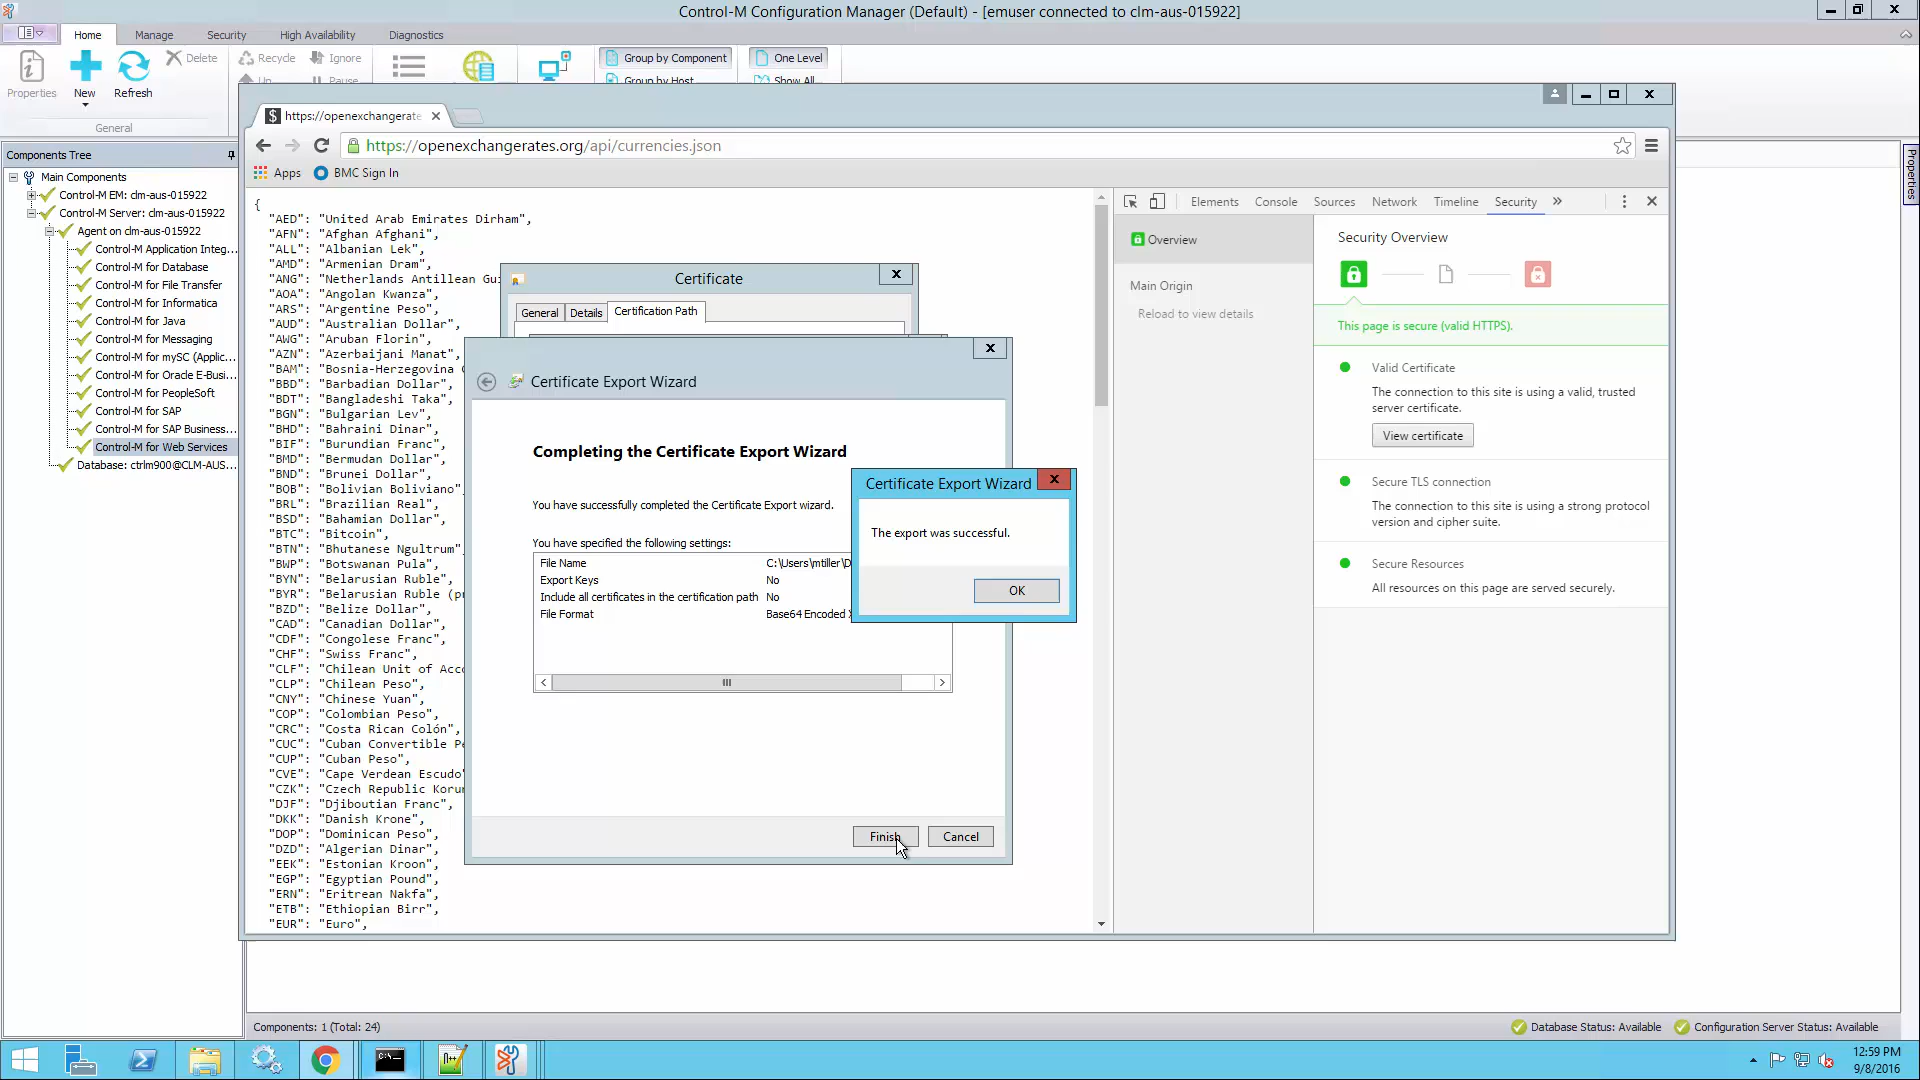 Control-M Configuration Manager (Default) - [emuser connected to clm-aus-015922]
Home
Manage
Security
High Availability
Diagnostics
Properties
New
Refresh
Delete
Recycle
Ignore
Up
Pause
Group by Component
Group by Host
One Level
Show All...
General
Components Tree
Main Components
Control-M EM: clm-aus-015922
Control-M Server: clm-aus-015922
Agent on clm-aus-015922
Control-M Application Integ...
Control-M for Database
Control-M for File Transfer
Control-M for Informatica
Control-M for Java
Control-M for Messaging
Control-M for mySC (Applic...
Control-M for Oracle E-Busi...
Control-M for PeopleSoft
Control-M for SAP
Control-M for SAP Business...
Control-M for Web Services
Database: ctrlm900@CLM-AUS...
Properties
https://openexchangerate
https://openexchangerates.org/api/currencies.json
Apps
BMC Sign In
{
"AED": "United Arab Emirates Dirham",
"AFN": "Afghan Afghani",
"ALL": "Albanian Lek",
"AMD": "Armenian Dram",
"ANG": "Netherlands Antillean Gu
"AOA": "Angolan Kwanza",
"ARS": "Argentine Peso",
"AUD": "Australian Dollar",
"AWG": "Aruban Florin",
"AZN": "Azerbaijani Manat",
"BAM": "Bosnia-Herzegovina
"BBD": "Barbadian Dollar",
"BDT": "Bangladeshi Taka",
"BGN": "Bulgarian Lev",
"BHD": "Bahraini Dinar",
"BIF": "Burundian Franc",
"BMD": "Bermudan Dollar",
"BND": "Brunei Dollar",
"BOB": "Bolivian Boliviano"
"BRL": "Brazilian Real",
"BSD": "Bahamian Dollar",
"BTC": "Bitcoin",
"BTN": "Bhutanese Ngultrum"
"BWP": "Botswanan Pula",
"BYN": "Belarusian Ruble",
"BYR": "Belarusian Ruble (p
"BZD": "Belize Dollar",
"CAD": "Canadian Dollar",
"CDF": "Congolese Franc",
"CHF": "Swiss Franc",
"CLF": "Chilean Unit of Acc
"CLP": "Chilean Peso",
"CNY": "Chinese Yuan",
"COP": "Colombian Peso",
"CRC": "Costa Rican Colón",
"CUC": "Cuban Convertible P
"CUP": "Cuban Peso",
"CVE": "Cape Verdean Escudo"
"CZK": "Czech Republic Koru
"DJF": "Djiboutian Franc",
"DKK": "Danish Krone",
"DOP": "Dominican Peso",
"DZD": "Algerian Dinar",
"EEK": "Estonian Kroon",
"EGP": "Egyptian Pound",
"ERN": "Eritrean Nakfa",
"ETB": "Ethiopian Birr",
"EUR": "Euro",
Certificate
General
Details
Certification Path
Certificate Export Wizard
Completing the Certificate Export Wizard
You have successfully completed the Certificate Export wizard.
You have specified the following settings:
File Name C:\Users\mtiller\D
Export Keys No
Include all certificates in the certification path No
File Format Base64 Encoded
Finish
Cancel
Certificate Export Wizard
The export was successful.
OK
Elements
Console
Sources
Network
Timeline
Security
Overview
Main Origin
Reload to view details
Security Overview
This page is secure (valid HTTPS).
Valid Certificate
The connection to this site is using a valid, trusted
server certificate.
View certificate
Secure TLS connection
The connection to this site is using a strong protocol
version and cipher suite.
Secure Resources
All resources on this page are served securely.
Components: 1 (Total: 24)
Database Status: Available
Configuration Server Status: Available
12:59 PM
9/8/2016